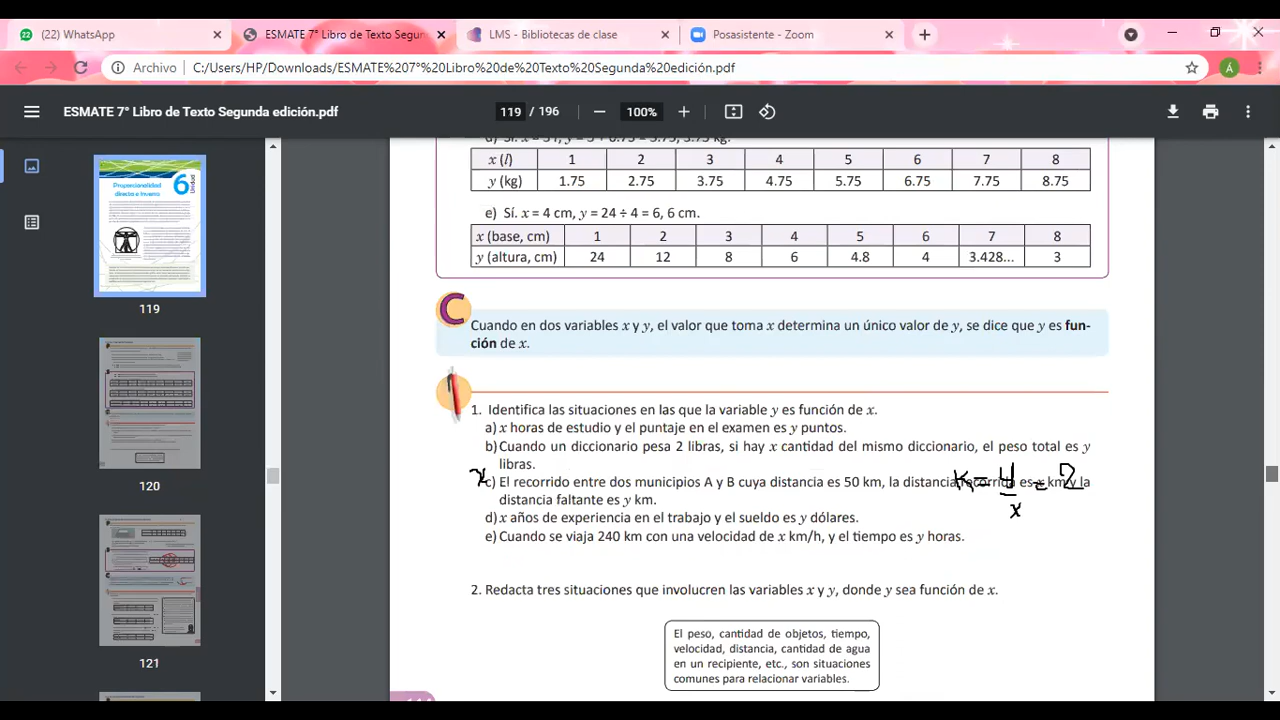 (22) WhatsApp
ESMATE 7° Libro de Texto Segun
LMS - Bibliotecas de clase
Posasistente - Zoom
Archivo
C:/Users/HP/Downloads/ESMATE%207°%20Libro%20de%20Texto%20Segunda%20edición.pdf
Á
ESMATE 7° Libro de Texto Segunda edición.pdf
119 / 196
100%
Proporcionalidad
directa e inversa
6
Unidad
119
120
121
x (l) 1 2 3 4 5 6 7 8
y (kg) 1.75 2.75 3.75 4.75 5.75 6.75 7.75 8.75
e) Sí. x = 4 cm, y = 24 ÷ 4 = 6, 6 cm.
x (base, cm) 1 2 3 4 5 6 7 8
y (altura, cm) 24 12 8 6 4.8 4 3.428... 3
C
Cuando en dos variables x y y, el valor que toma x determina un único valor de y, se dice que y es fun-
ción de x.
1. Identifica las situaciones en las que la variable y es función de x.
a) x horas de estudio y el puntaje en el examen es y puntos.
b) Cuando un diccionario pesa 2 libras, si hay x cantidad del mismo diccionario, el peso total es y
libras.
x
c) El recorrido entre dos municipios A y B cuya distancia es 50 km, la distancia recorrida es x km y la
k = y = 2
x
distancia faltante es y km.
d) x años de experiencia en el trabajo y el sueldo es y dólares.
e) Cuando se viaja 240 km con una velocidad de x km/h, y el tiempo es y horas.
2. Redacta tres situaciones que involucren las variables x y y, donde y sea función de x.
El peso, cantidad de objetos, tiempo,
velocidad, distancia, cantidad de agua
en un recipiente, etc., son situaciones
comunes para relacionar variables.